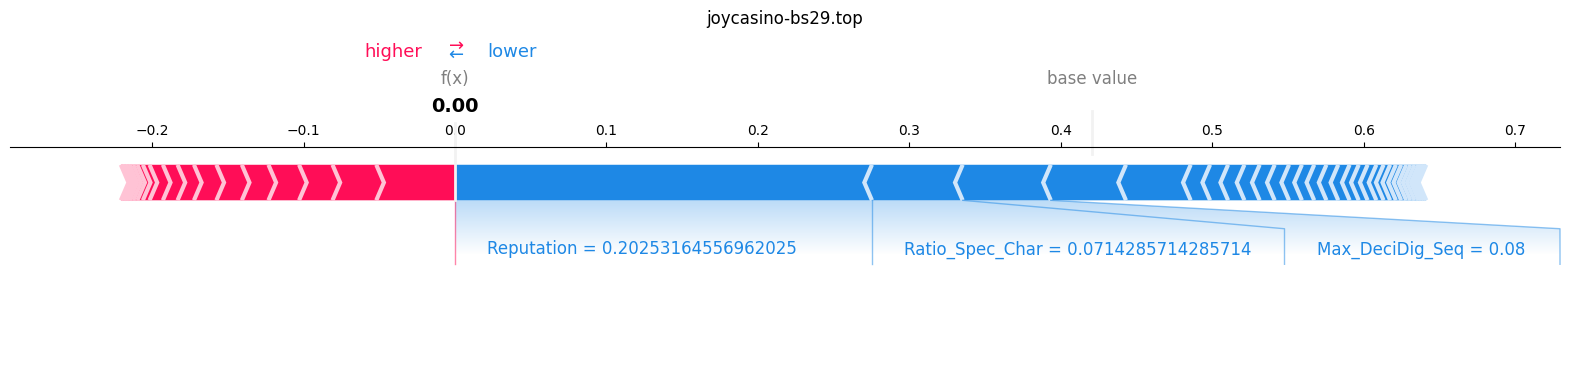 joycasino-bs29.top
higher ⇄ lower
f(x)
base value
0.00
−0.2 −0.1 0.0 0.1 0.2 0.3 0.4 0.5 0.6 0.7
Reputation = 0.20253164556962025
Ratio_Spec_Char = 0.0714285714285714
Max_DeciDig_Seq = 0.08